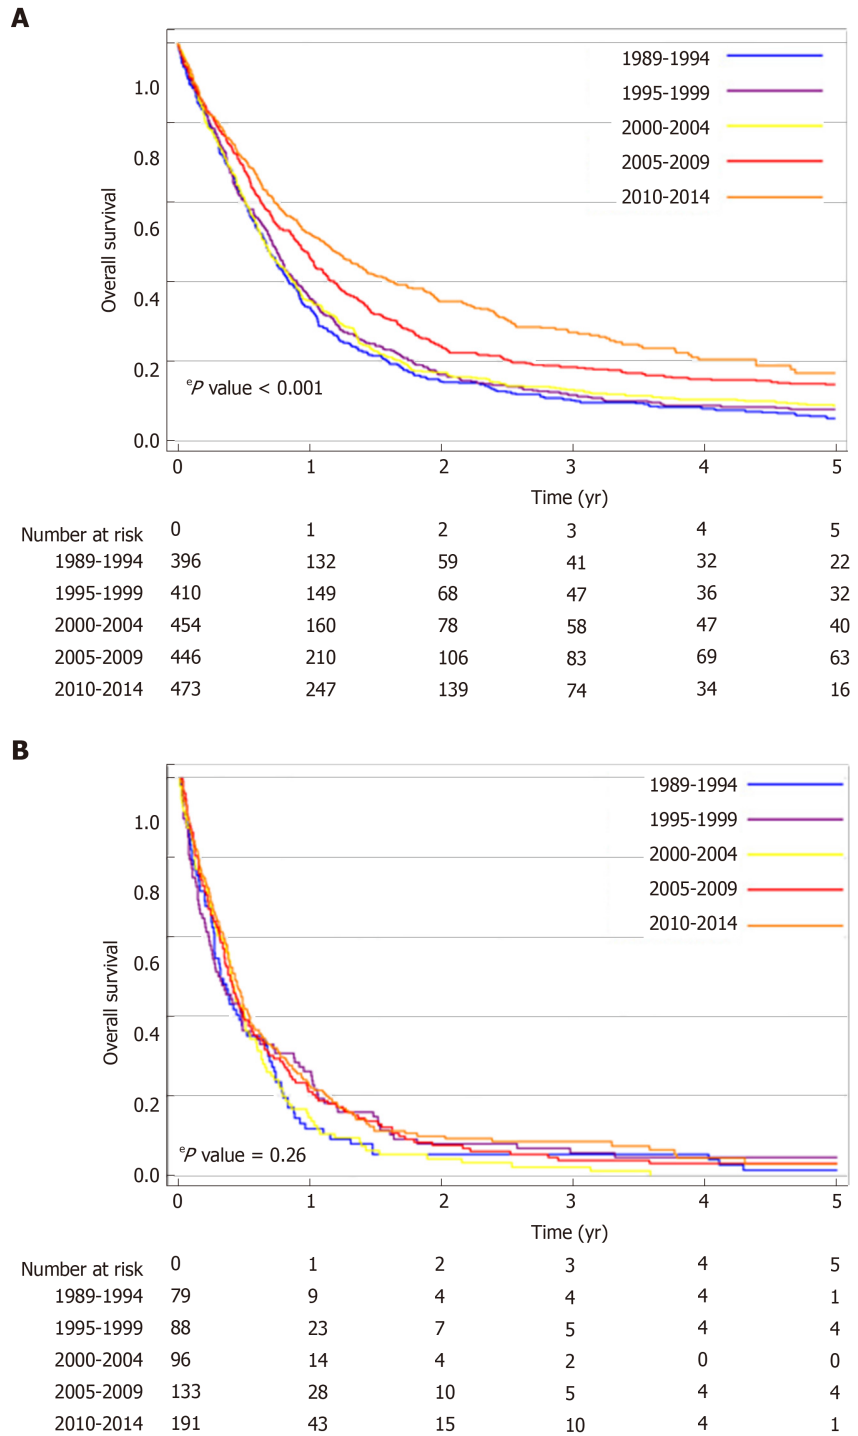 A
1989-1994
1995-1999
2000-2004
2005-2009
2010-2014
1.0
0.8
0.6
0.4
0.2
0.0
Overall survival
eP value < 0.001
0 1 2 3 4 5
Time (yr)
Number at risk 0 1 2 3 4 5
1989-1994 396 132 59 41 32 22
1995-1999 410 149 68 47 36 32
2000-2004 454 160 78 58 47 40
2005-2009 446 210 106 83 69 63
2010-2014 473 247 139 74 34 16
B
1989-1994
1995-1999
2000-2004
2005-2009
2010-2014
1.0
0.8
0.6
0.4
0.2
0.0
Overall survival
eP value = 0.26
0 1 2 3 4 5
Time (yr)
Number at risk 0 1 2 3 4 5
1989-1994 79 9 4 4 4 1
1995-1999 88 23 7 5 4 4
2000-2004 96 14 4 2 0 0
2005-2009 133 28 10 5 4 4
2010-2014 191 43 15 10 4 1